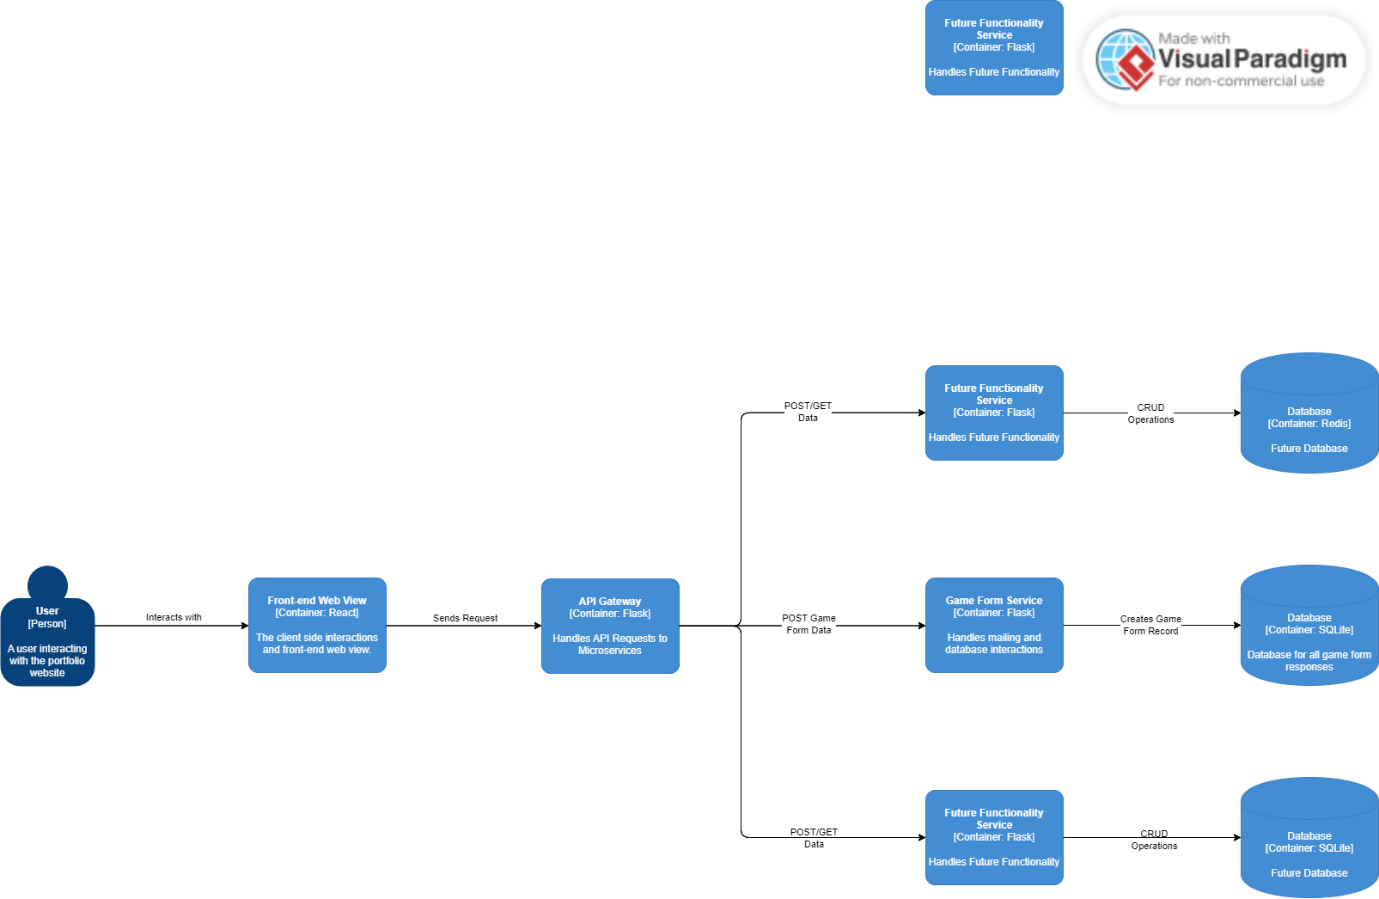 Future Functionality
Service
[Container: Flask]
Handles Future Functionality
Made with
Visual Paradigm
For non-commercial use
POST/GET
Data
Future Functionality
Service
[Container: Flask]
Handles Future Functionality
CRUD
Operations
Database
[Container: Redis]
Future Database
User
[Person]
A user interacting
with the portfolio
website
Interacts with
Front-end Web View
[Container: React]
The client side interactions
and front-end web view.
Sends Request
API Gateway
[Container: Flask]
Handles API Requests to
Microservices
POST Game
Form Data
Game Form Service
[Container: Flask]
Handles mailing and
database interactions
Creates Game
Form Record
Database
[Container: SQLite]
Database for all game form
responses
POST/GET
Data
Future Functionality
Service
[Container: Flask]
Handles Future Functionality
CRUD
Operations
Database
[Container: SQLite]
Future Database